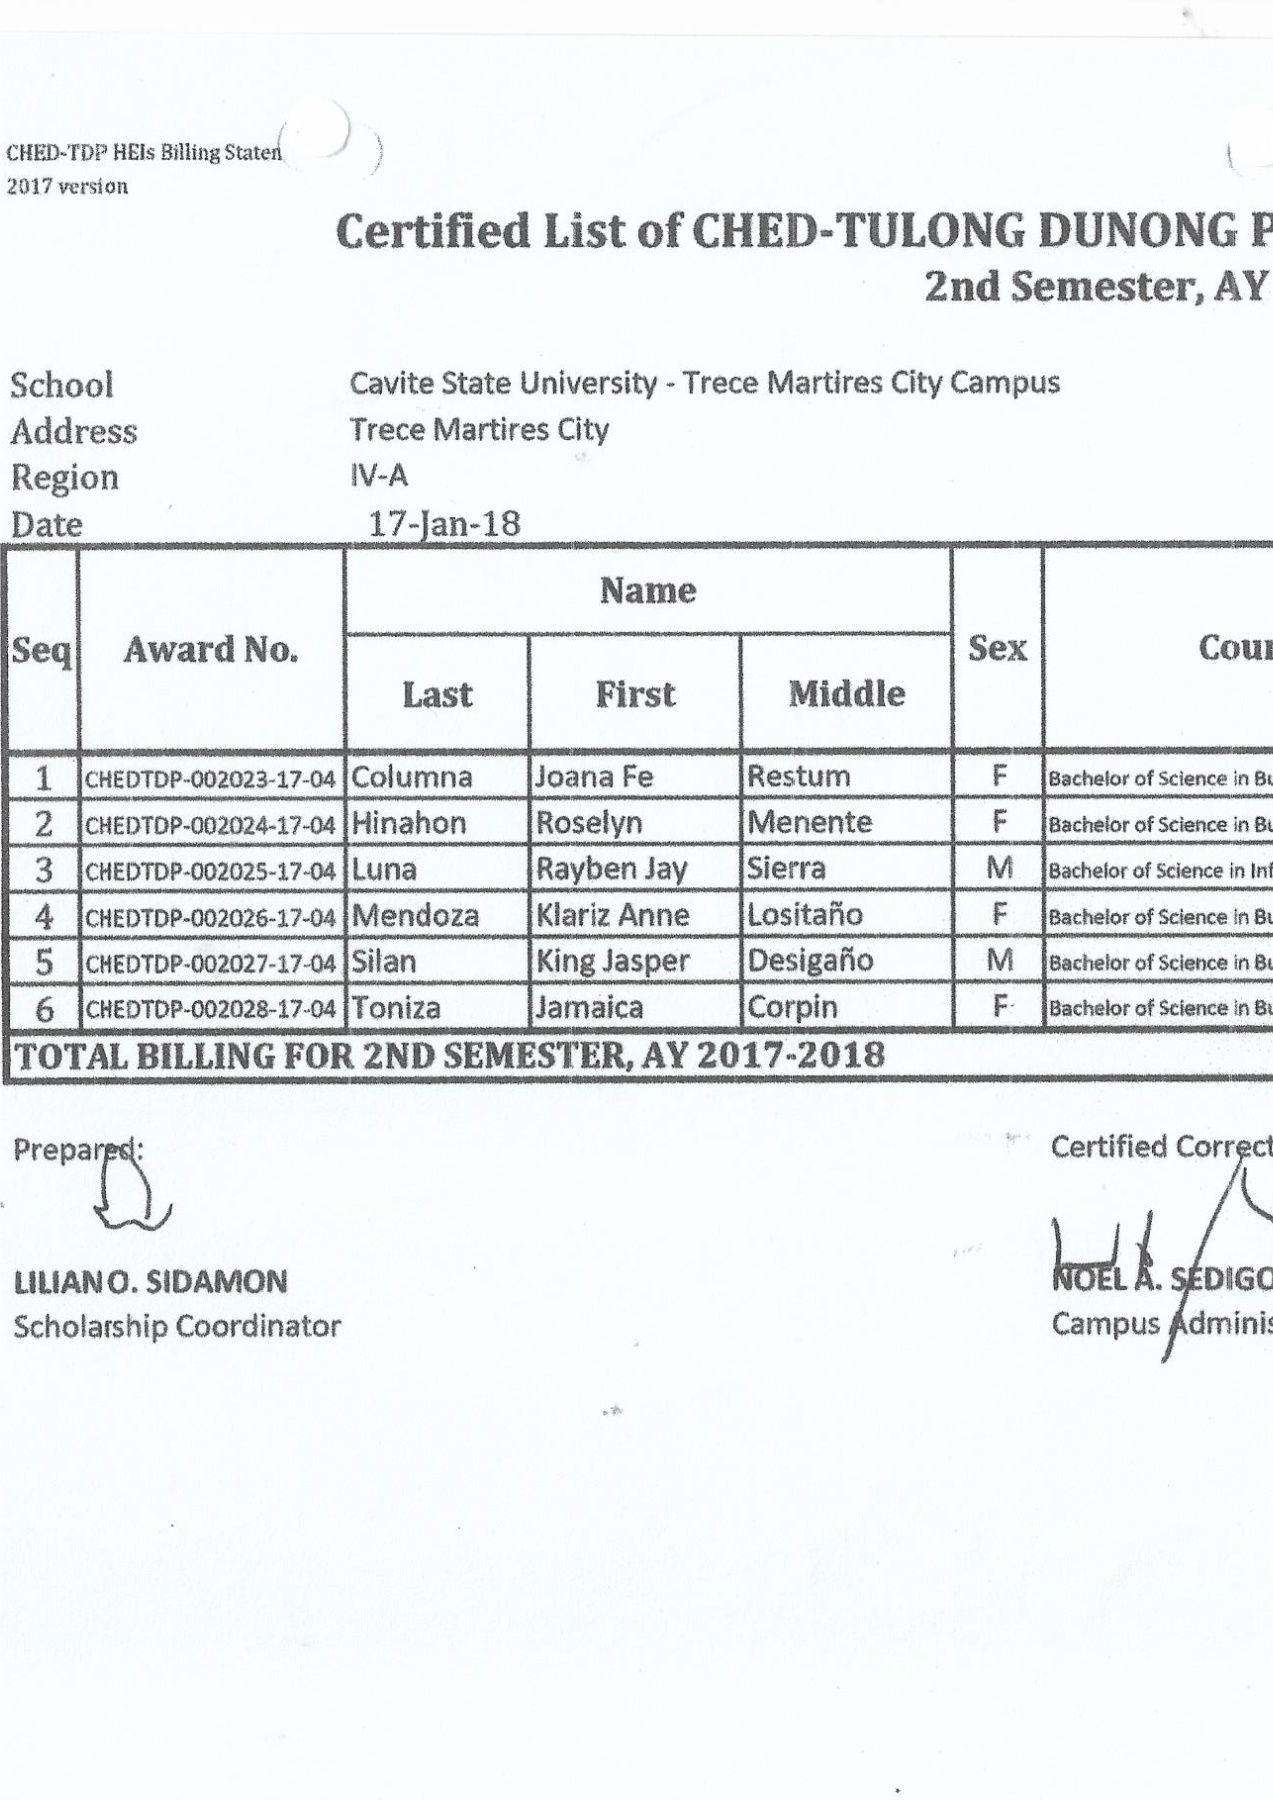 CHED-TDP HEIs Billing Staten
2017 version
Certified List of CHED-TULONG DUNONG P
2nd Semester, AY
School Cavite State University - Trece Martires City Campus
Address Trece Martires City
Region IV-A
Date 17-Jan-18
Name
Seq Award No. Sex Cour
Last First Middle
1 CHEDTDP-002023-17-04 Columna Joana Fe Restum F Bachelor of Science in Bu
2 CHEDTDP-002024-17-04 Hinahon Roselyn Menente F Bachelor of Science in Bu
3 CHEDTDP-002025-17-04 Luna Rayben Jay Sierra M Bachelor of Science in Inf
4 CHEDTDP-002026-17-04 Mendoza Klariz Anne Lositaño F Bachelor of Science in Bu
5 CHEDTDP-002027-17-04 Silan King Jasper Desigaño M Bachelor of Science in Bu
6 CHEDTDP-002028-17-04 Toniza Jamaica Corpin F Bachelor of Science in Bu
TOTAL BILLING FOR 2ND SEMESTER, AY 2017-2018
Prepared: Certified Correct
LILIAN O. SIDAMON NOEL A. SEDIGO
Scholarship Coordinator Campus Adminis